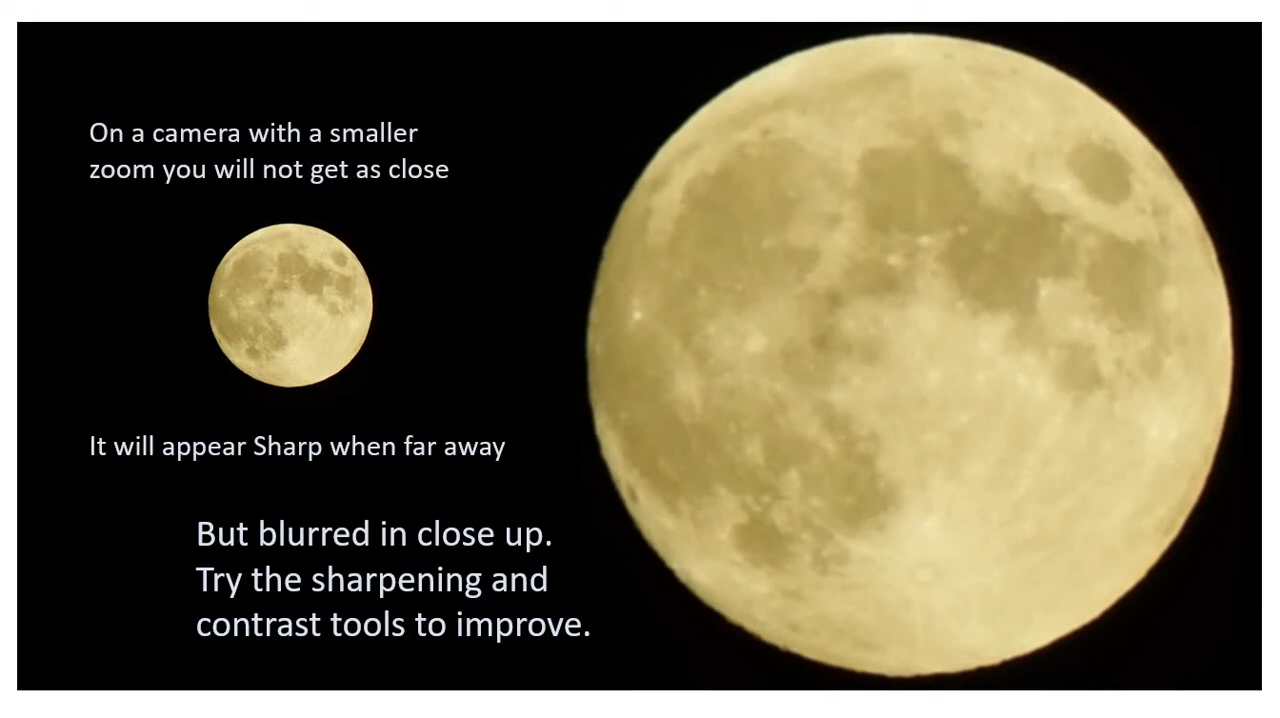 On a camera with a smaller
zoom you will not get as close
It will appear Sharp when far away
But blurred in close up.
Try the sharpening and
contrast tools to improve.